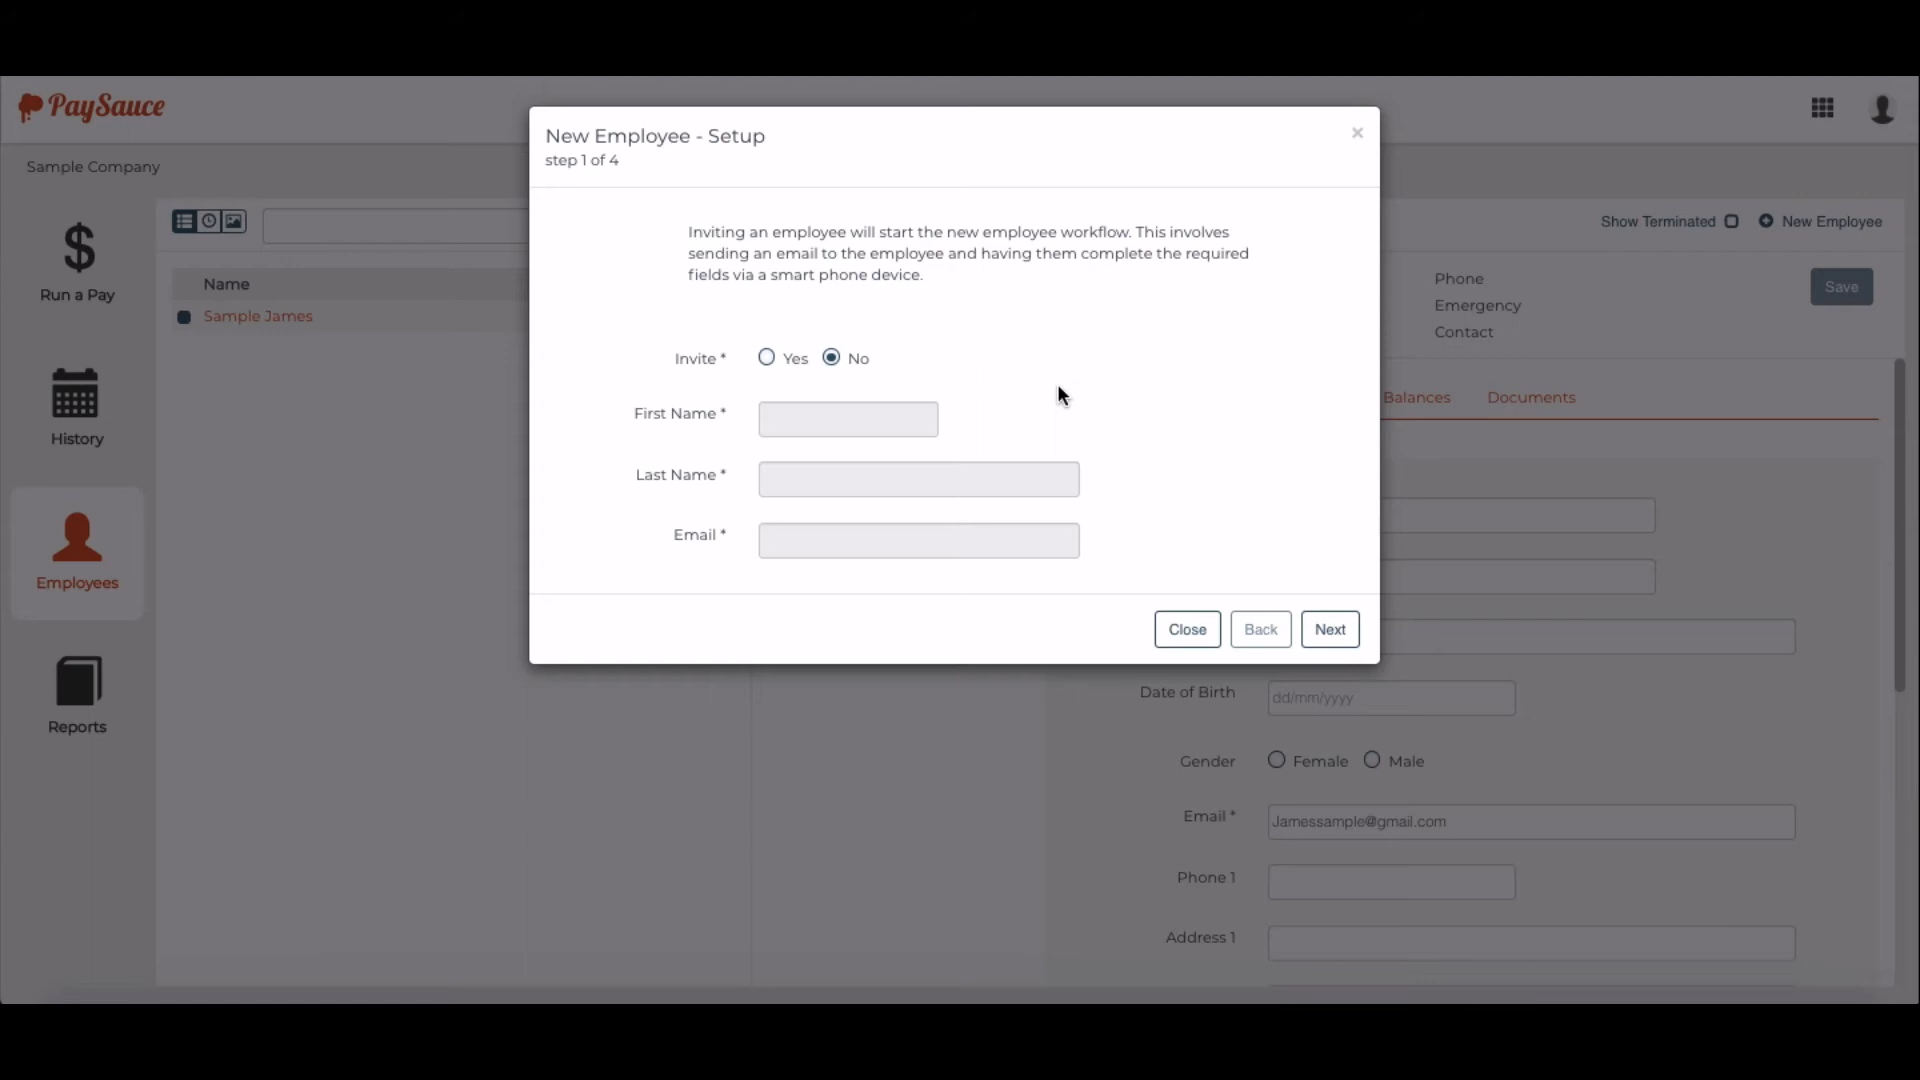 PaySauce
Sample Company
Run a Pay
History
Employees
Reports
Name
Sample James
New Employee - Setup
step 1 of 4
×
Inviting an employee will start the new employee workflow. This involves
sending an email to the employee and having them complete the required
fields via a smart phone device.
Invite * Yes No
First Name *
Last Name *
Email *
Close Back Next
Show Terminated New Employee
Phone
Emergency
Contact
Save
Balances Documents
Date of Birth dd/mm/yyyy
Gender Female Male
Email * Jamessample@gmail.com
Phone 1
Address 1